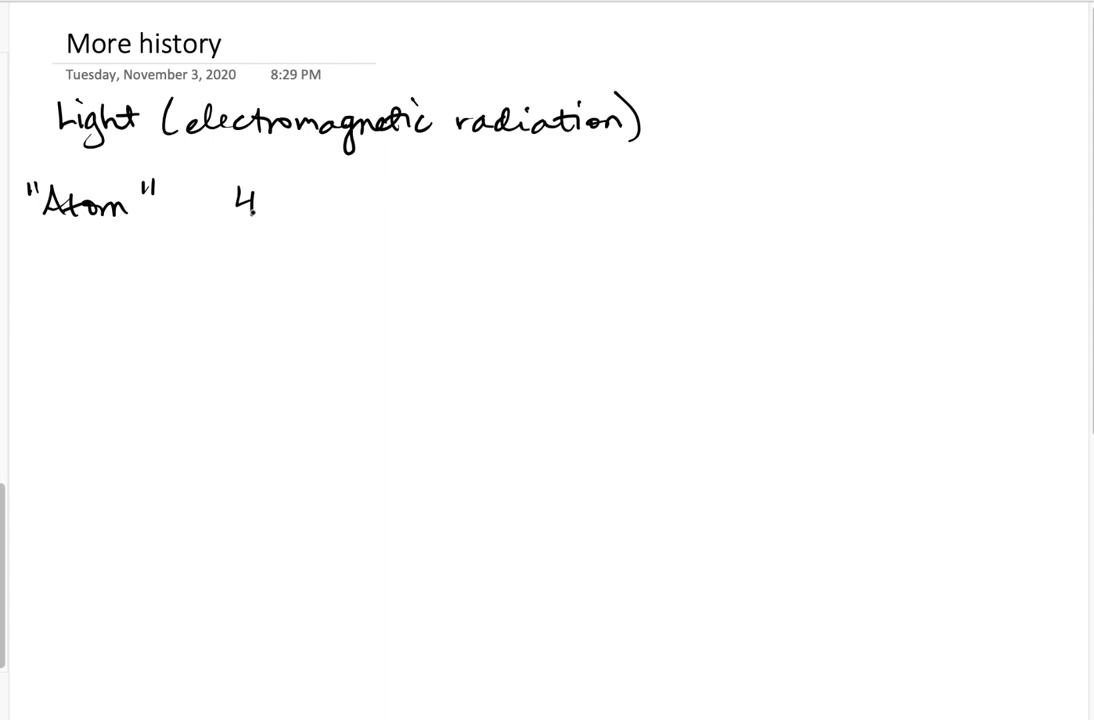 More history
Tuesday, November 3, 2020 8:29 PM
Light (electromagnetic radiation)
"Atom" 4